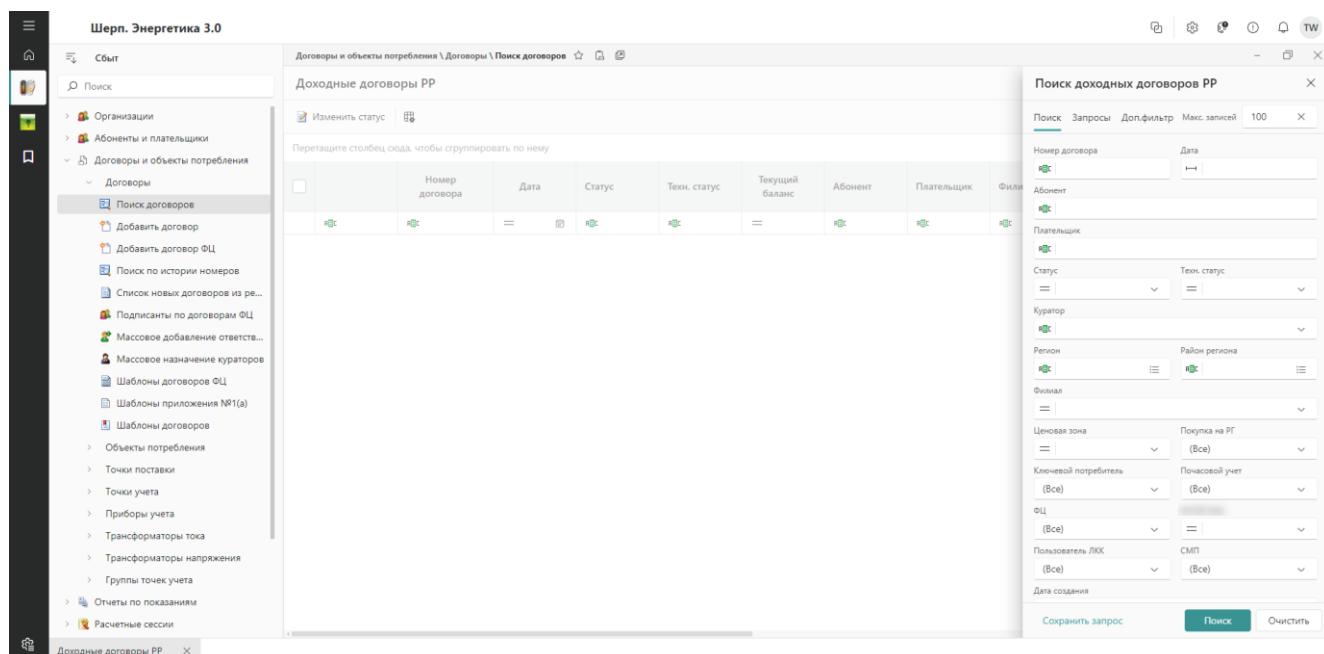 Шерп. Энергетика 3.0
TW
Сбыт
Договоры и объекты потребления \ Договоры \ Поиск договоров
Поиск
Организации
Абоненты и плательщики
Договоры и объекты потребления
Договоры
Поиск договоров
Добавить договор
Добавить договор ФЦ
Поиск по истории номеров
Список новых договоров из ре...
Подписанты по договорам ФЦ
Массовое добавление ответств...
Массовое назначение кураторов
Шаблоны договоров ФЦ
Шаблоны приложения №1(а)
Шаблоны договоров
Объекты потребления
Точки поставки
Точки учета
Приборы учета
Трансформаторы тока
Трансформаторы напряжения
Группы точек учета
Отчеты по показаниям
Расчетные сессии
Доходные договоры РР
Изменить статус
Перетащите столбец сюда, чтобы сгруппировать по нему
Номер договора
Дата
Статус
Техн. статус
Текущий баланс
Абонент
Плательщик
Фили
Поиск доходных договоров РР
Поиск Запросы Доп.фильтр Макс. записей 100
Номер договора Дата
Абонент
Плательщик
Статус Техн. статус
Куратор
Регион Район региона
Филиал
Ценовая зона Покупка на РГ
(Все)
Ключевой потребитель Почасовой учет
(Все) (Все)
ФЦ
(Все)
Пользователь ЛКК СМП
(Все) (Все)
Дата создания
Сохранить запрос Поиск Очистить
Доходные договоры РР